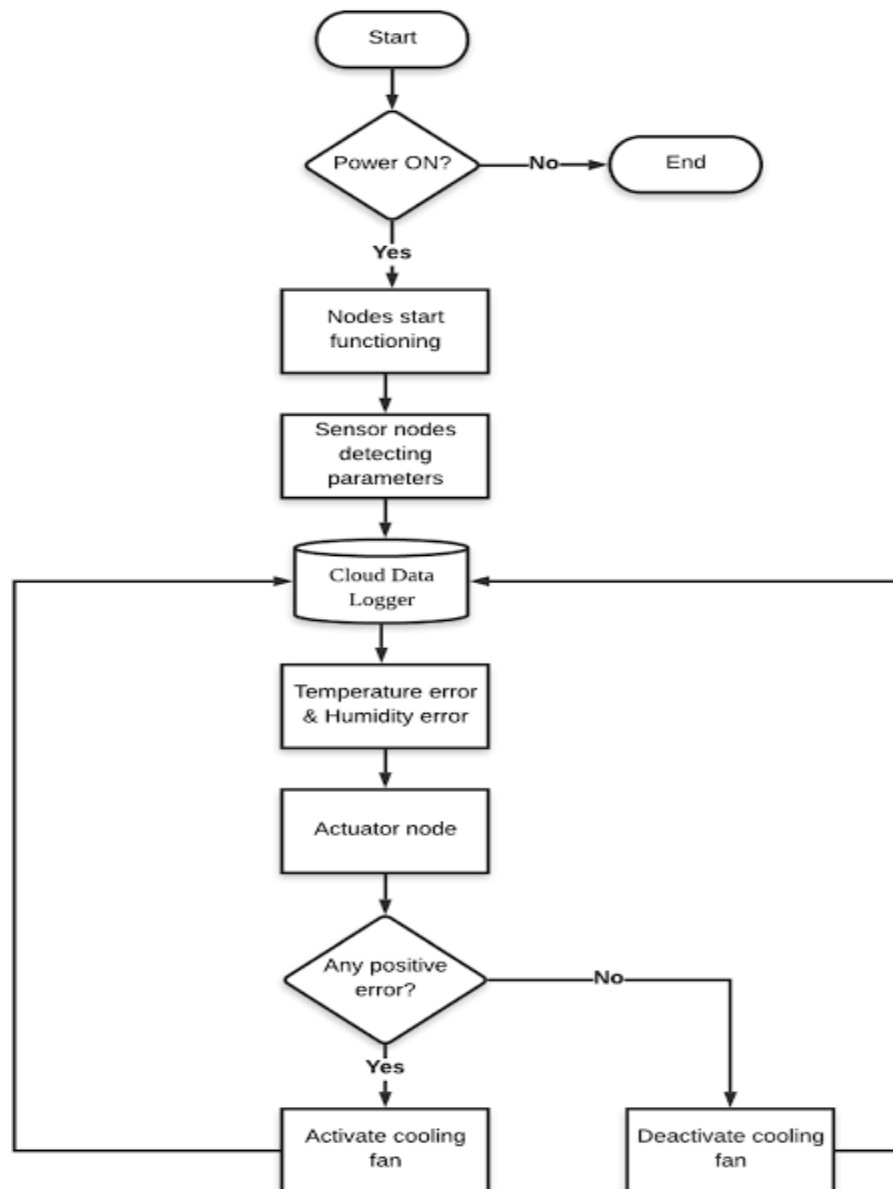 Start
Power ON?
No
End
Yes
Nodes start
functioning
Sensor nodes
detecting
parameters
Cloud Data
Logger
Temperature error
& Humidity error
Actuator node
Any positive
error?
No
Yes
Activate cooling
fan
Deactivate cooling
fan